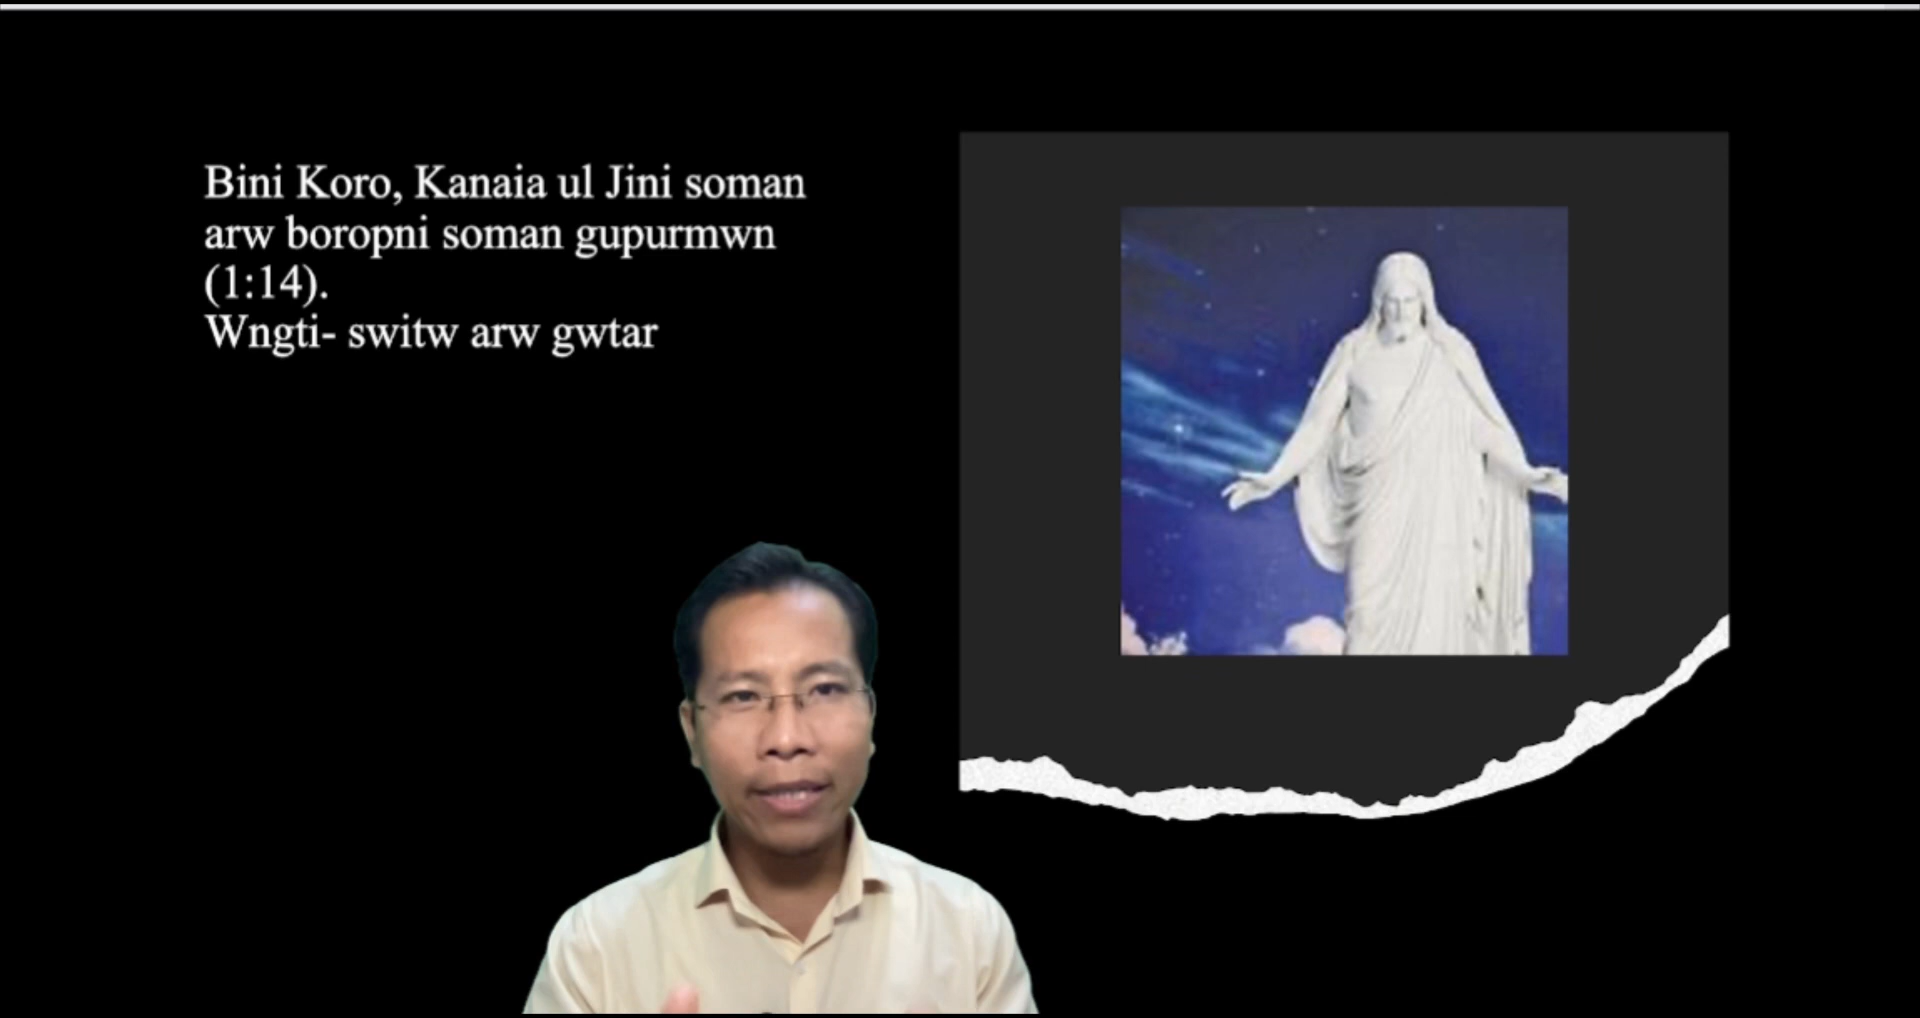 Bini Koro, Kanaia ul Jini soman
arw boropni soman gupurmwn
(1:14).
Wngti- switw arw gwtar